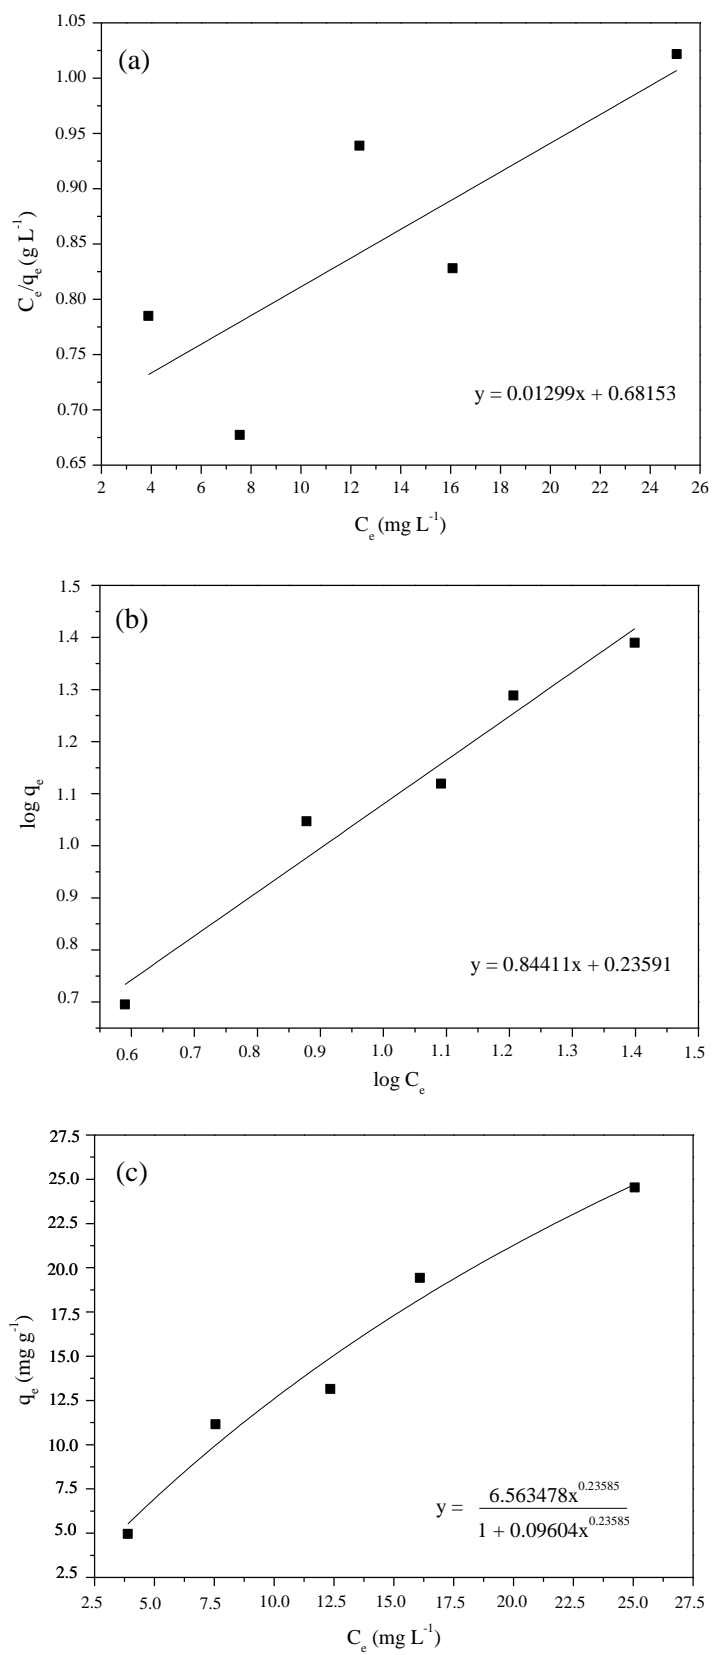 1.05
(a)
1.00
0.95
0.90
0.85
0.80
0.75
0.70
0.65
C_e/q_e (g L^-1)
y = 0.01299x + 0.68153
2 4 6 8 12 14 16 18 20 22 24 26
C_e (mg L^-1)
1.5
(b)
1.4
1.3
1.2
1.1
1.0
0.9
0.8
0.7
log q_e
y = 0.84411x + 0.23591
0.6 0.7 0.8 0.9 1.0 1.1 1.2 1.3 1.4 1.5
log C_e
27.5
(c)
25.0
22.5
20.0
17.5
15.0
12.5
10.0
7.5
5.0
2.5
q_e (mg g^-1)
y = 6.563478x^0.23585
1 + 0.09604x^0.23585
2.5 5.0 7.5 10.0 12.5 15.0 17.5 20.0 22.5 25.0 27.5
C_e (mg L^-1)